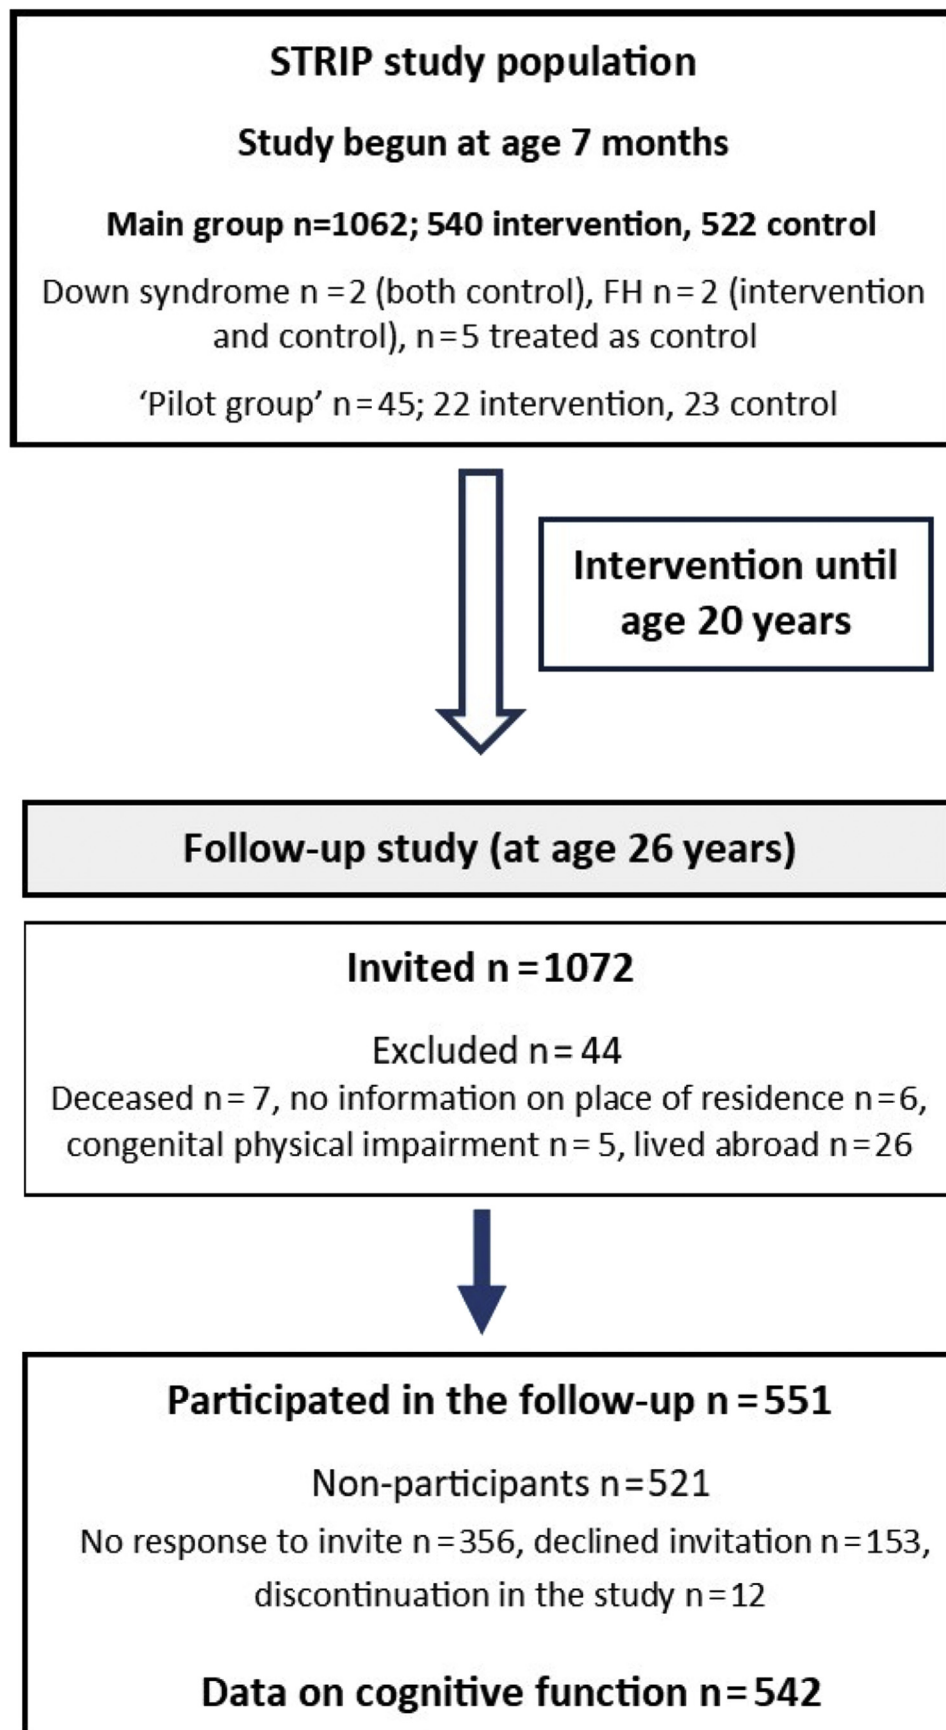 STRIP study population
Study begun at age 7 months
Main group n=1062; 540 intervention, 522 control
Down syndrome n = 2 (both control), FH n = 2 (intervention
and control), n = 5 treated as control
‘Pilot group’ n = 45; 22 intervention, 23 control
Intervention until
age 20 years
Follow-up study (at age 26 years)
Invited n = 1072
Excluded n = 44
Deceased n = 7, no information on place of residence n = 6,
congenital physical impairment n = 5, lived abroad n = 26
Participated in the follow-up n = 551
Non-participants n = 521
No response to invite n = 356, declined invitation n = 153,
discontinuation in the study n = 12
Data on cognitive function n = 542